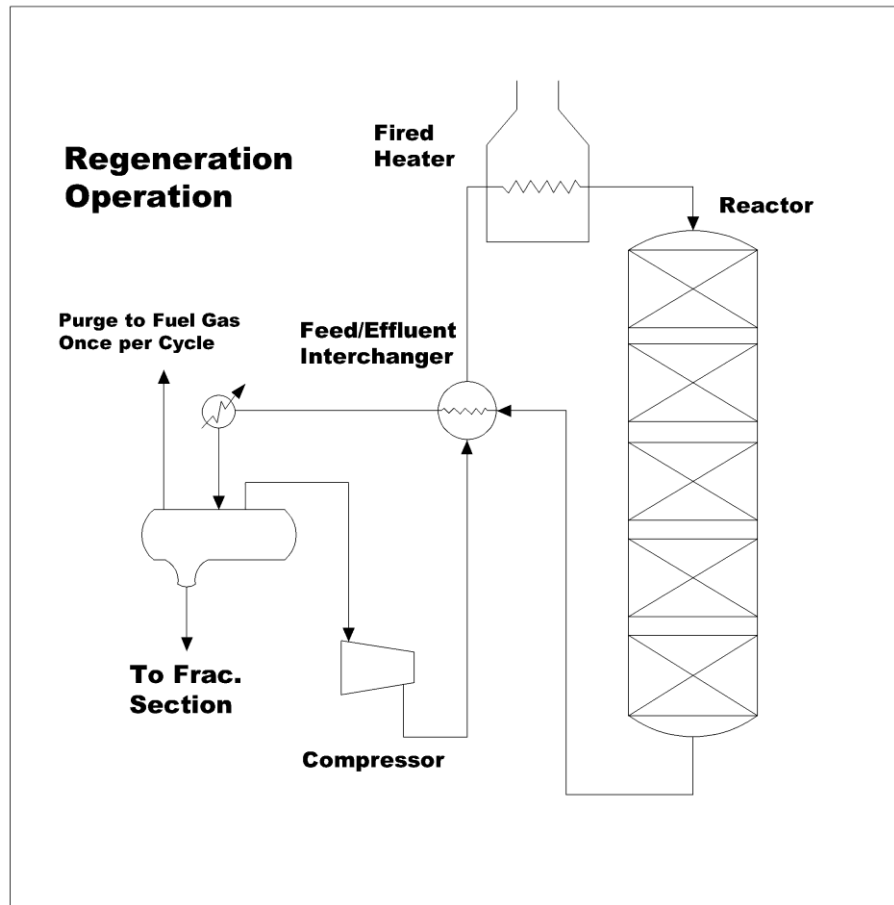 Regeneration
Operation
Fired
Heater
Reactor
Purge to Fuel Gas
Once per Cycle
Feed/Effluent
Interchanger
To Frac.
Section
Compressor